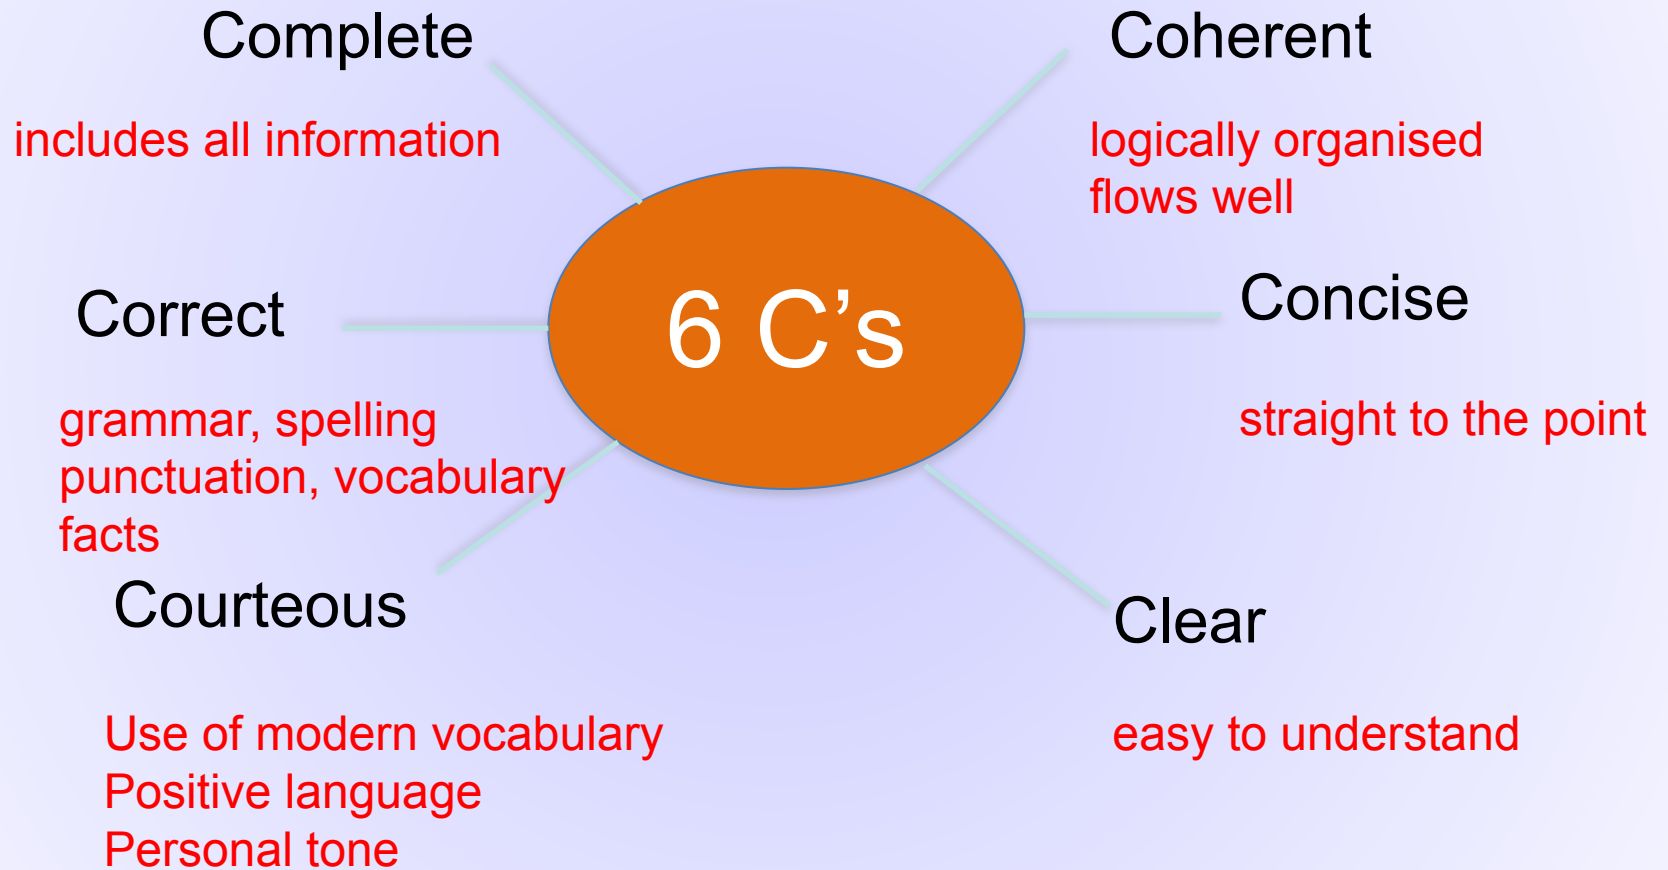 Complete
includes all information
Coherent
logically organised
flows well
6 C’s
Correct
grammar, spelling
punctuation, vocabulary
facts
Concise
straight to the point
Courteous
Use of modern vocabulary
Positive language
Personal tone
Clear
easy to understand